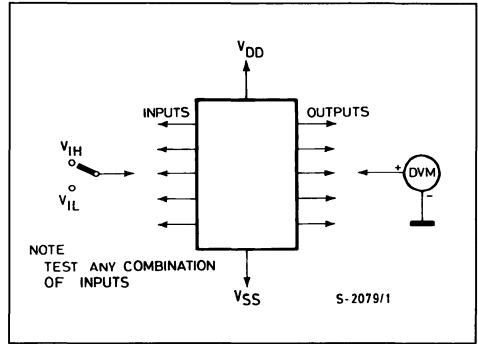 VDD
INPUTS
OUTPUTS
VIH
VIL
+
DVM
-
NOTE
TEST ANY COMBINATION
OF INPUTS
VSS
S-2079/1